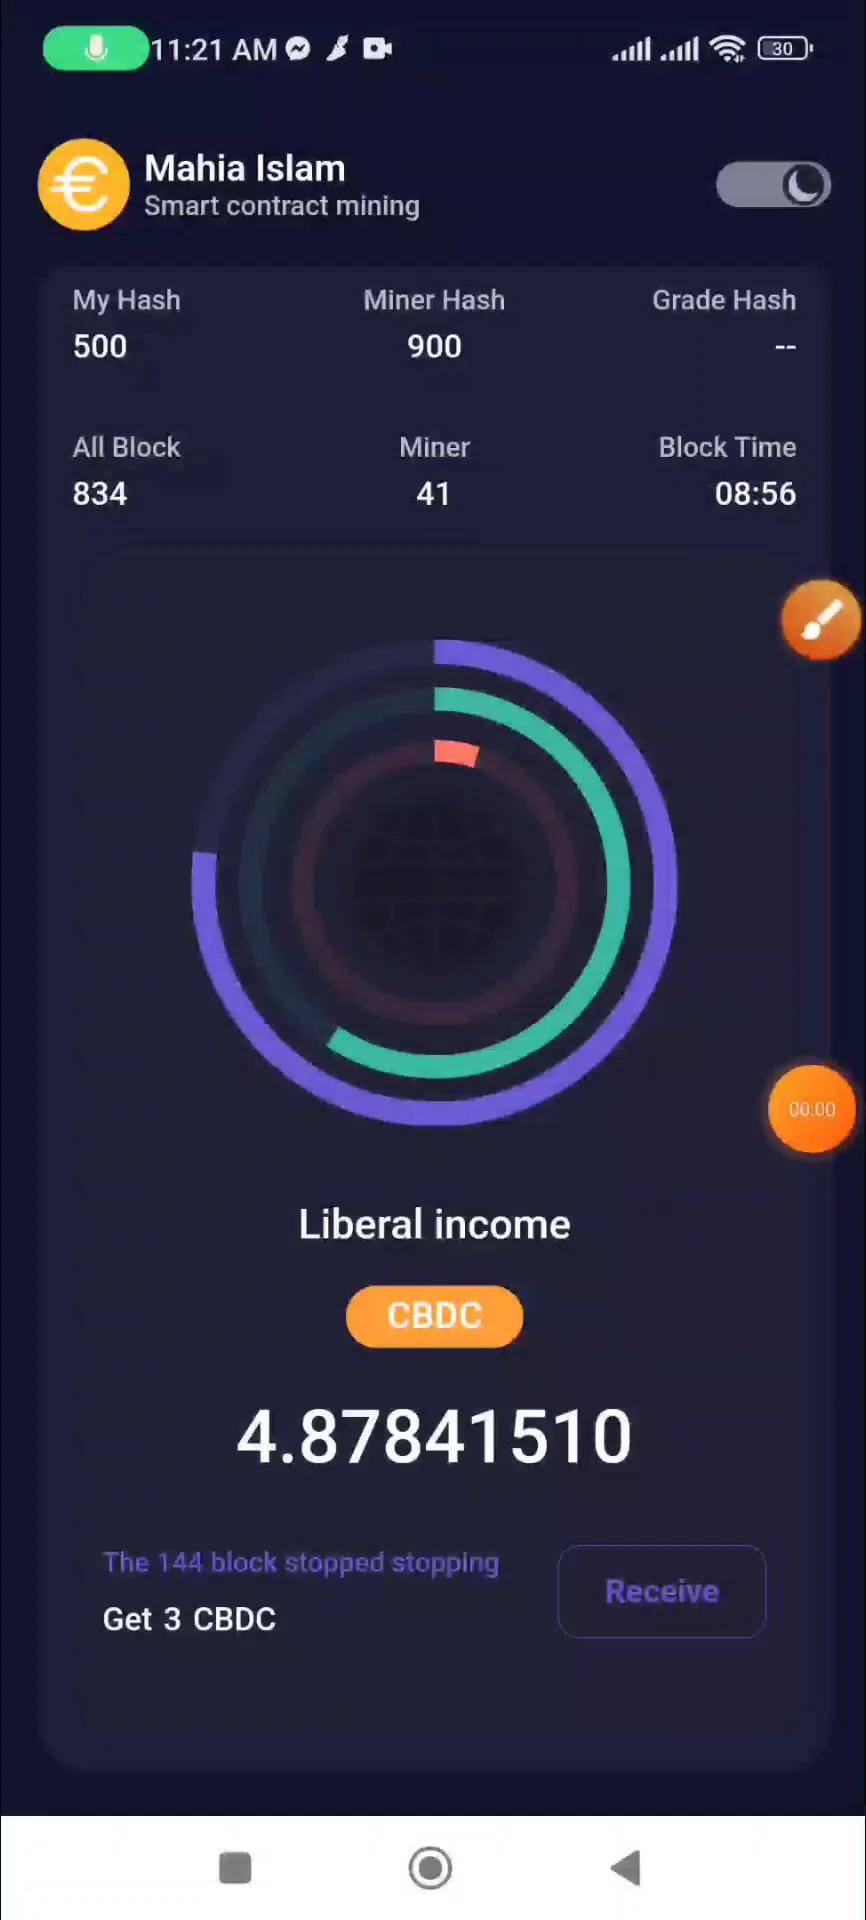 11:21 AM
30
Mahia Islam
Smart contract mining
My Hash Miner Hash Grade Hash
500 900 --
All Block Miner Block Time
834 41 08:56
00:00
Liberal income
CBDC
4.87841510
The 144 block stopped stopping
Get 3 CBDC
Receive